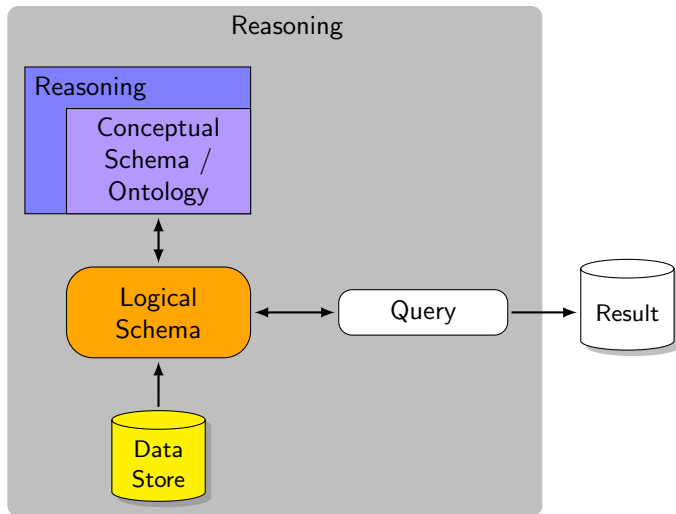 Reasoning
Reasoning
Conceptual
Schema /
Ontology
Logical
Schema
Query
Result
Data
Store